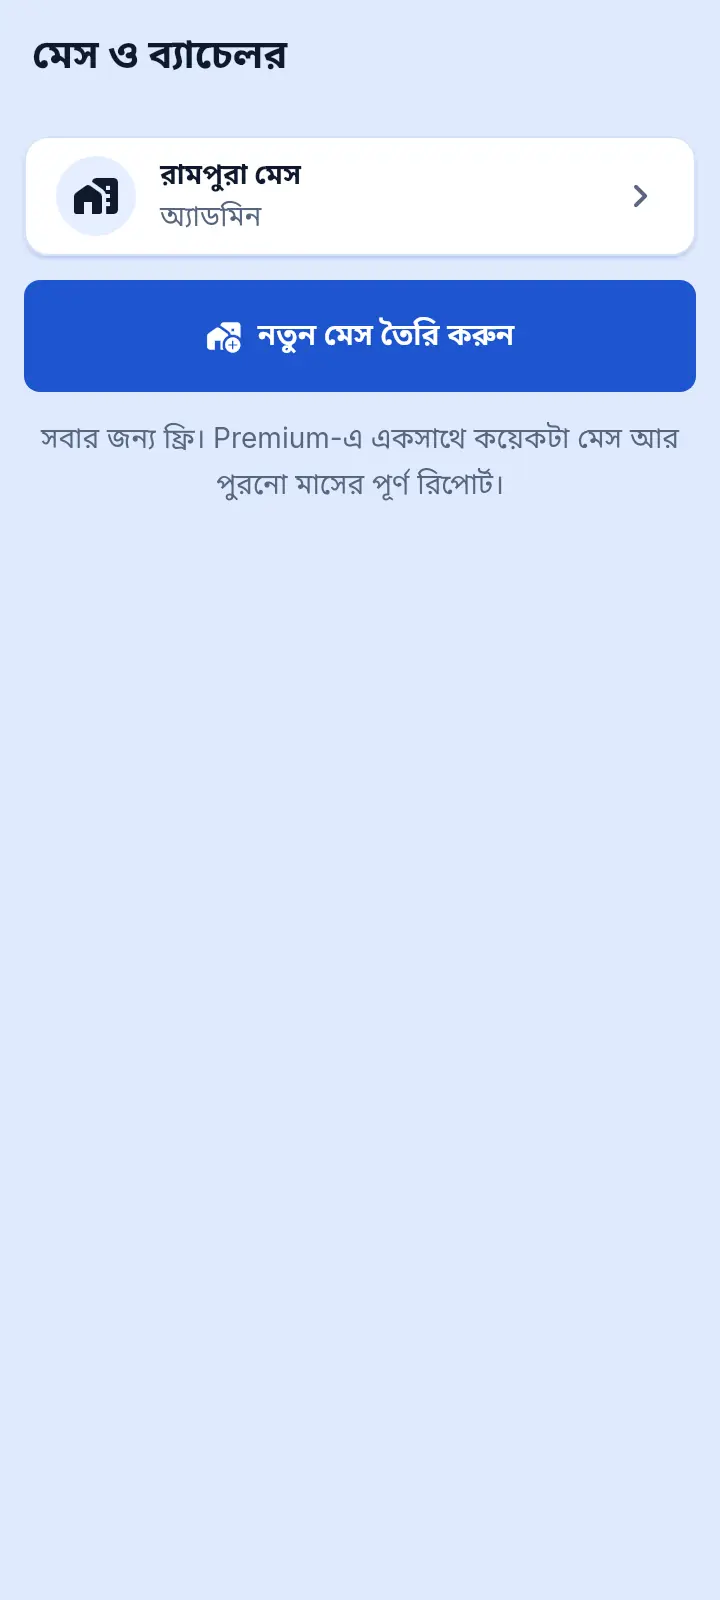 মেস ও ব্যাচেলর
রামপুরা মেস
অ্যাডমিন
নতুন মেস তৈরি করুন
সবার জন্য ফ্রি। Premium-এ একসাথে কয়েকটা মেস আর
পুরনো মাসের পূর্ণ রিপোর্ট।